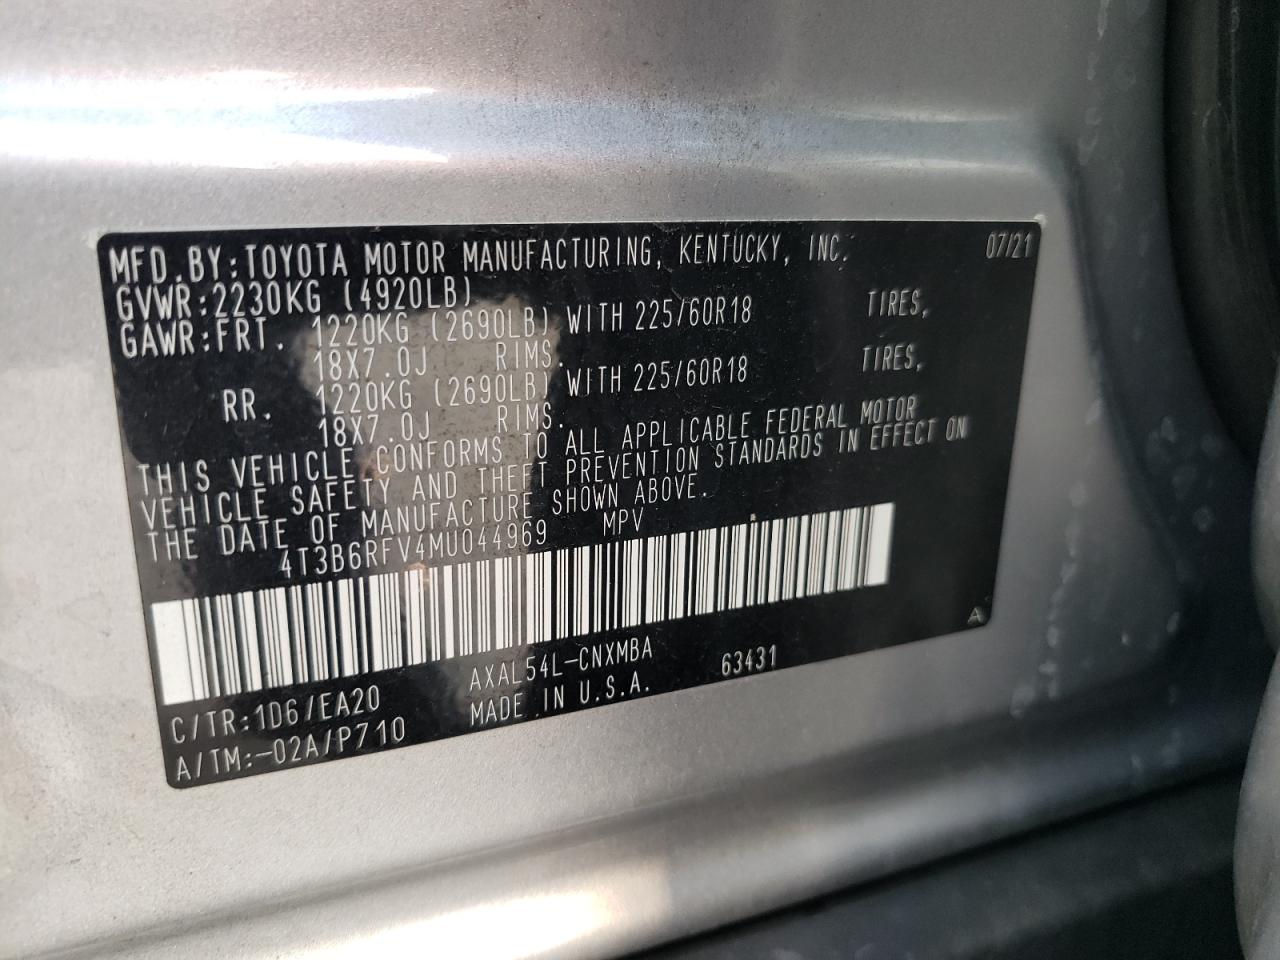 MFD.BY:TOYOTA MOTOR MANUFACTURING, KENTUCKY, INC. 07/21
GVWR:2230KG (4920LB)
GAWR:FRT. 1220KG (2690LB) WITH 225/60R18 TIRES,
18X7.0J RIMS.
RR. 1220KG (2690LB) WITH 225/60R18 TIRES,
18X7.0J RIMS.
THIS VEHICLE CONFORMS TO ALL APPLICABLE FEDERAL MOTOR
VEHICLE SAFETY AND THEFT PREVENTION STANDARDS IN EFFECT ON
THE DATE OF MANUFACTURE SHOWN ABOVE.
4T3B6RFV4MU044969 MPV
C/TR:1D6/EA20 AXAL54L-CNXMBA 63431 A
A/TM:-02A/P710 MADE IN U.S.A.